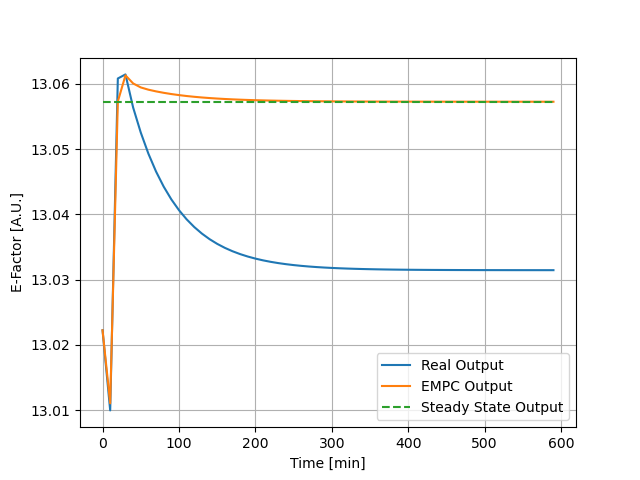 13.06
13.05
13.04
13.03
13.02
13.01
E-Factor [A.U.]
Real Output
EMPC Output
Steady State Output
0 100 200 300 400 500 600
Time [min]